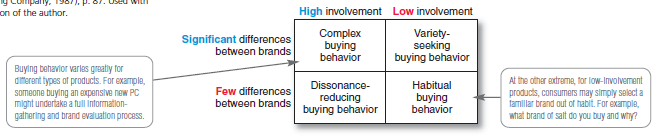 ng Company, 1987), p. 87. Used with
on of the author.
High involvement Low involvement
Significant differences
between brands
Complex
buying
behavior
Variety-
seeking
buying behavior
Few differences
between brands
Dissonance-
reducing
buying behavior
Habitual
buying
behavior
Buying behavior varies greatly for
different types of products. For example,
someone buying an expensive new PC
might undertake a full information-
gathering and brand evaluation process.
At the other extreme, for low-involvement
products, consumers may simply select a
familiar brand out of habit. For example,
what brand of salt do you buy and why?